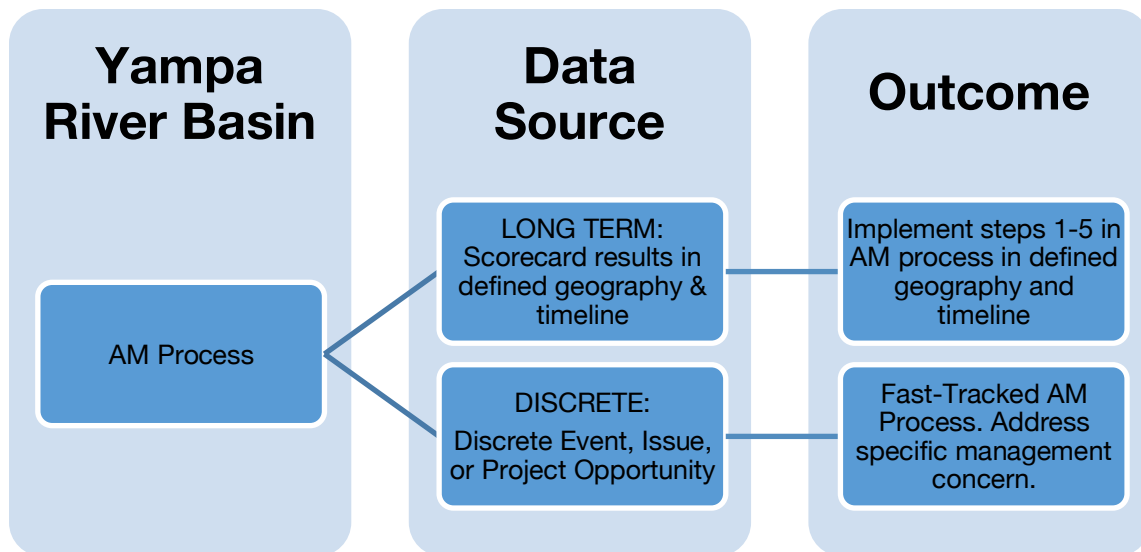 Yampa
River Basin
Data
Source
Outcome
AM Process
LONG TERM:
Scorecard results in
defined geography &
timeline
Implement steps 1-5 in
AM process in defined
geography and
timeline
DISCRETE:
Discrete Event, Issue,
or Project Opportunity
Fast-Tracked AM
Process. Address
specific management
concern.